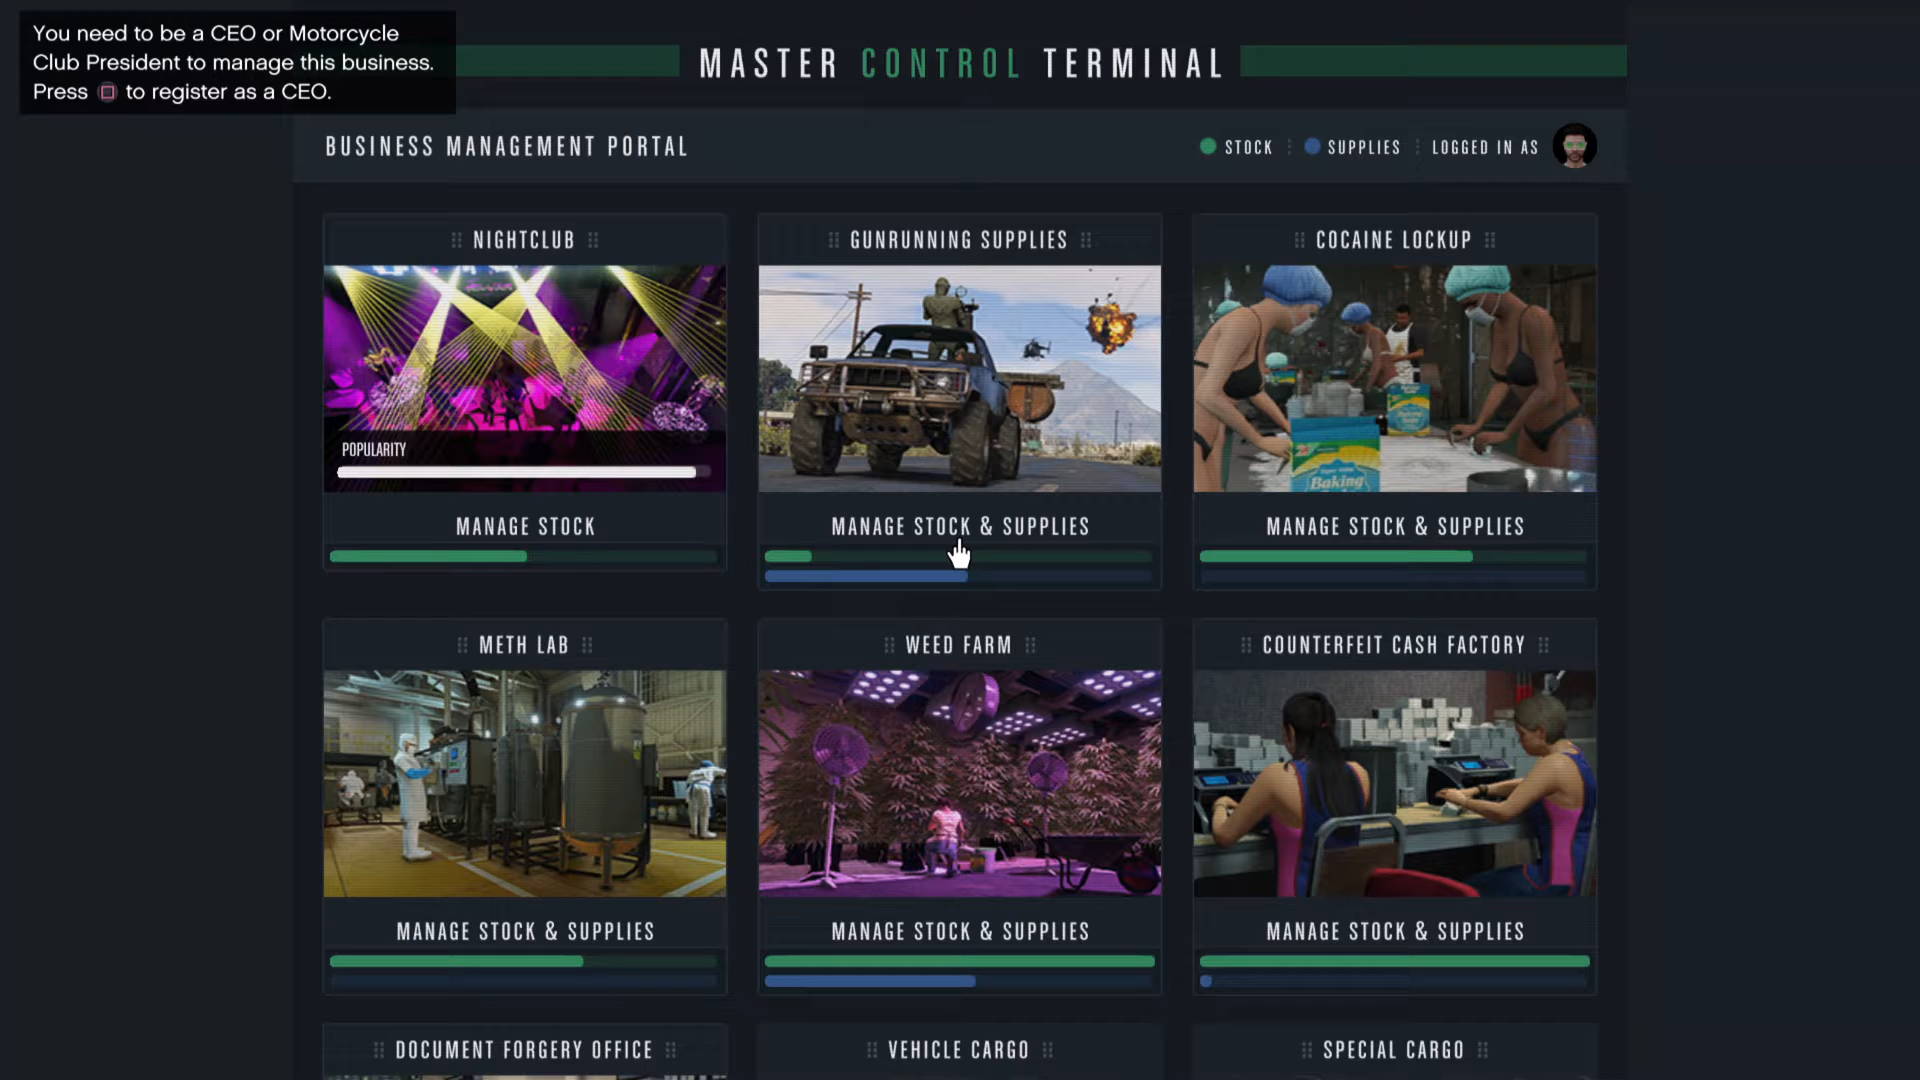 You need to be a CEO or Motorcycle
Club President to manage this business.
Press to register as a CEO.
MASTER CONTROL TERMINAL
BUSINESS MANAGEMENT PORTAL
STOCK
SUPPLIES
LOGGED IN AS
NIGHTCLUB
GUNRUNNING SUPPLIES
COCAINE LOCKUP
POPULARITY
Baking
MANAGE STOCK
MANAGE STOCK & SUPPLIES
MANAGE STOCK & SUPPLIES
METH LAB
WEED FARM
COUNTERFEIT CASH FACTORY
MANAGE STOCK & SUPPLIES
MANAGE STOCK & SUPPLIES
MANAGE STOCK & SUPPLIES
DOCUMENT FORGERY OFFICE
VEHICLE CARGO
SPECIAL CARGO